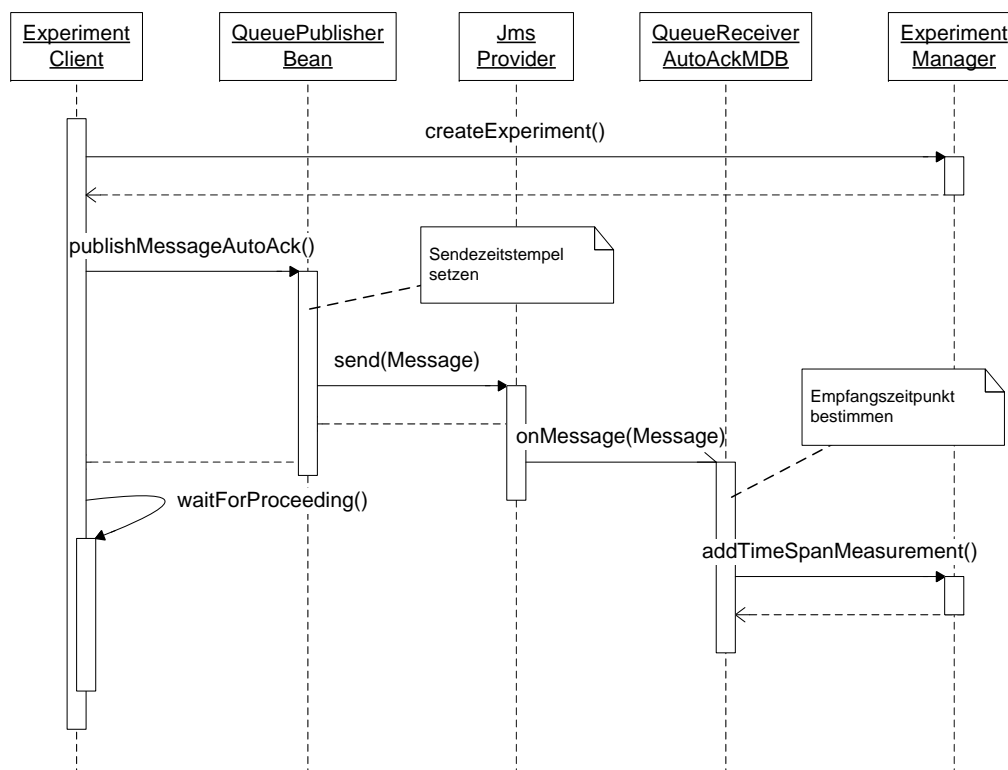 Experiment
Client
QueuePublisher
Bean
Jms
Provider
QueueReceiver
AutoAckMDB
Experiment
Manager
createExperiment()
publishMessageAutoAck()
Sendezeitstempel
setzen
send(Message)
Empfangszeitpunkt
bestimmen
onMessage(Message)
waitForProceeding()
addTimeSpanMeasurement()